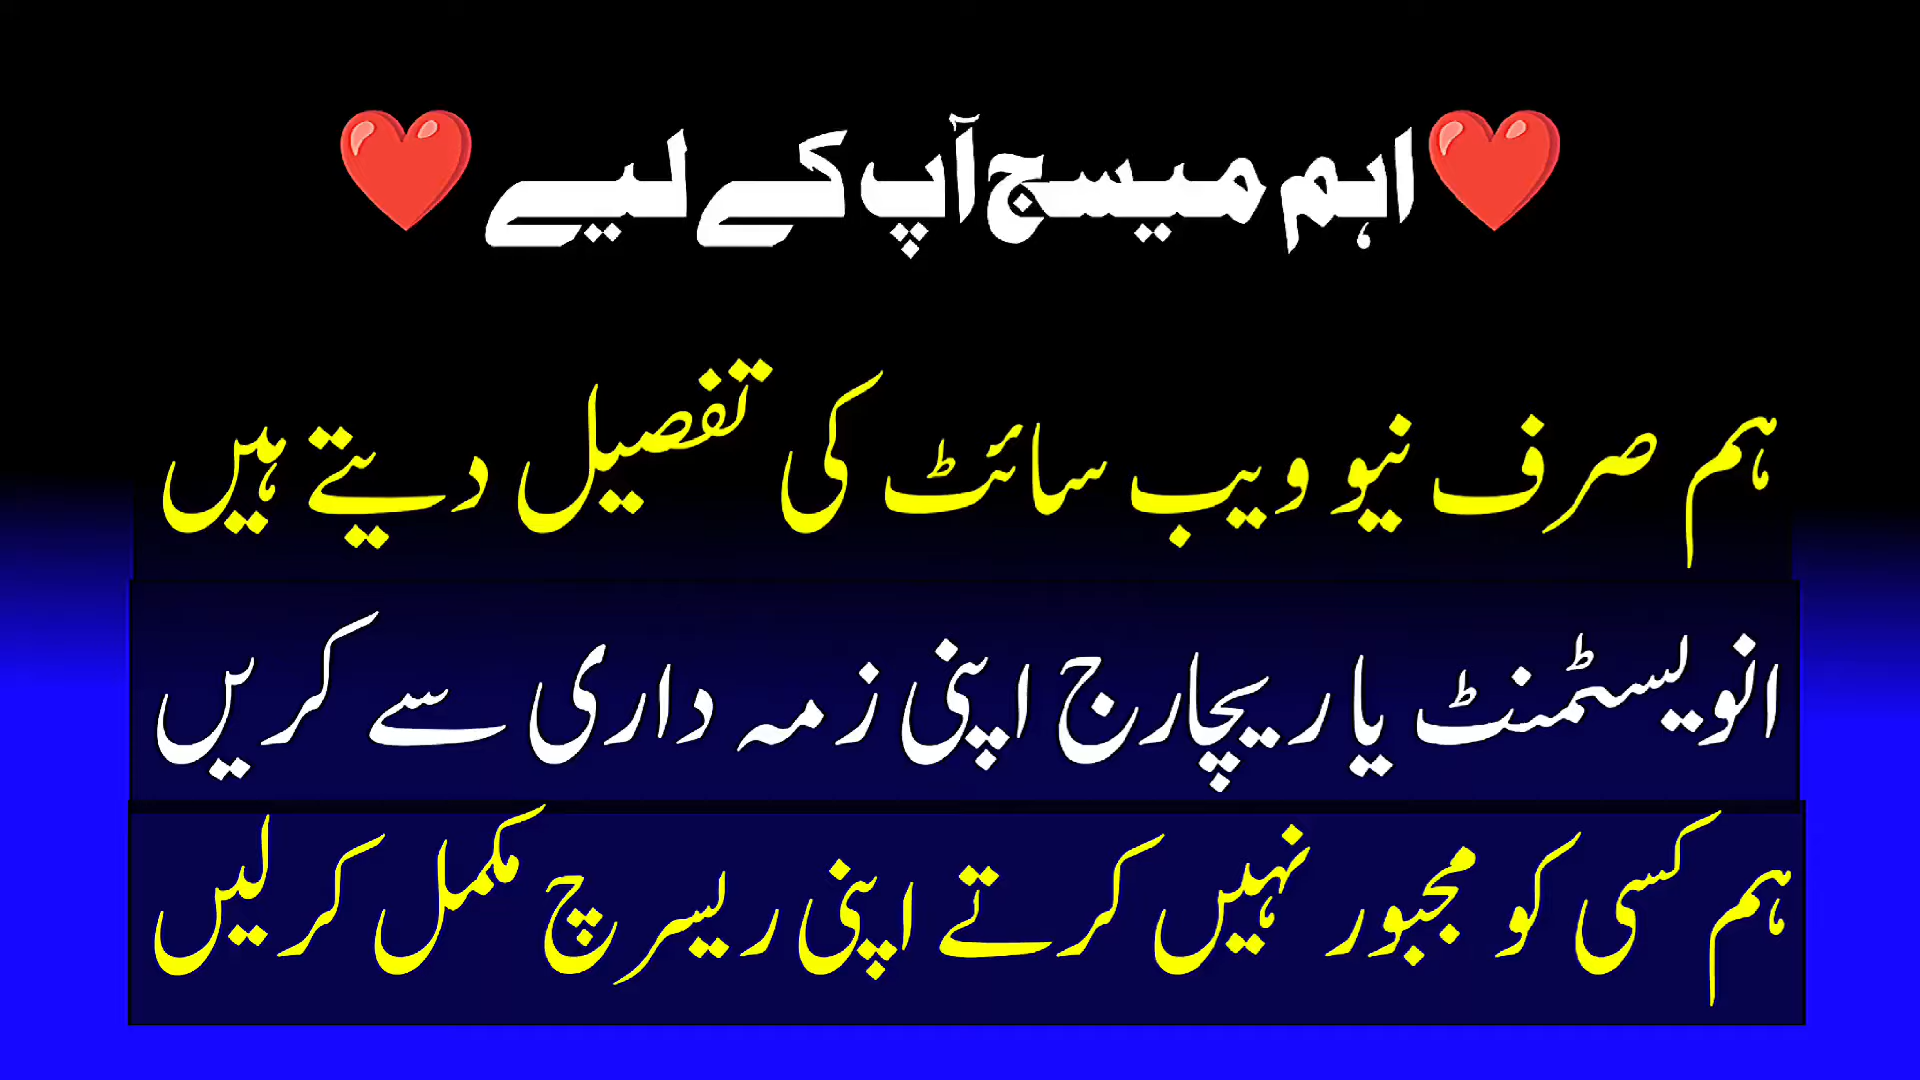 ❤️اہم میسج آپ کے لیے❤️
ہم صرف نیو ویب سائٹ کی تفصیل دیتے ہیں
انویسٹمنٹ یا ریچارج اپنی زمہ داری سے کریں
ہم کسی کو مجبور نہیں کرتے اپنی ریسرچ مکمل کرلیں